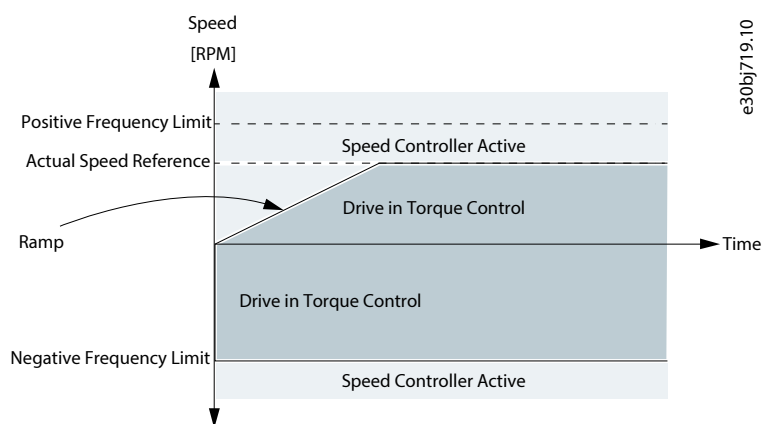 Speed
[RPM]
e30bj719.10
Positive Frequency Limit
Speed Controller Active
Actual Speed Reference
Drive in Torque Control
Ramp
Time
Drive in Torque Control
Negative Frequency Limit
Speed Controller Active